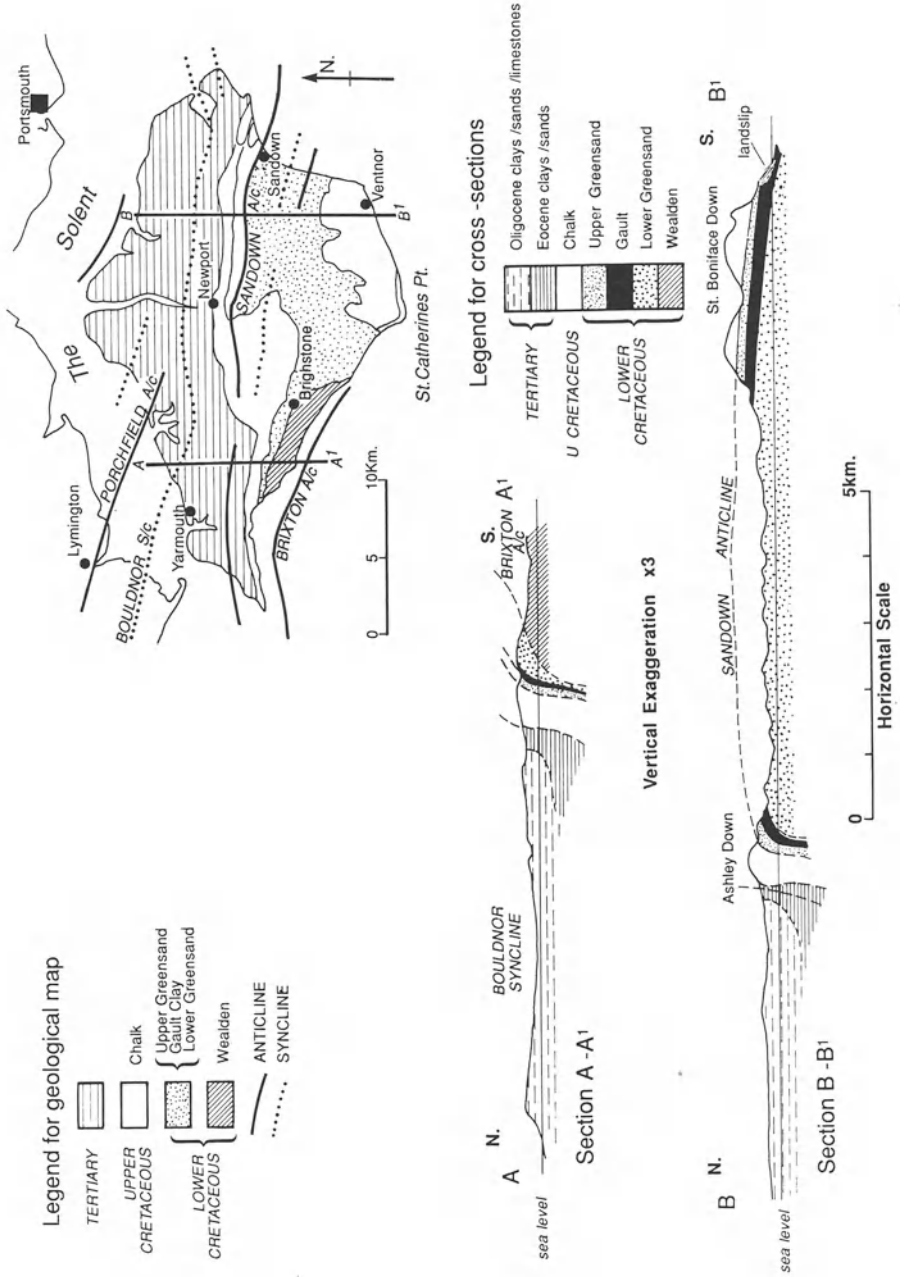 Legend for geological map
TERTIARY
UPPER
CRETACEOUS
Chalk
LOWER
CRETACEOUS
Upper Greensand
Gault Clay
Lower Greensand
Wealden
ANTICLINE
SYNCLINE
Portsmouth
The
Solent
Lymington
PORCHFIELD A/c
BOULDNOR S/c
Yarmouth
A
B
Newport
SANDOWN
A/c
Sandown
Brighstone
BRIXTON A/c
A1
B1
Ventnor
St. Catherines Pt.
N.
0
5
10Km.
A
N.
sea level
BOULDNOR
SYNCLINE
BRIXTON
A/c
S.
A1
Section A-A1
Vertical Exaggeration x3
Legend for cross-sections
TERTIARY
U CRETACEOUS
LOWER
CRETACEOUS
Oligocene clays/sands/limestones
Eocene clays/sands
Chalk
Upper Greensand
Gault
Lower Greensand
Wealden
B
N.
sea level
Ashley Down
SANDOWN ANTICLINE
St. Boniface Down
landslip
S.
B1
Section B-B1
0
5km.
Horizontal Scale